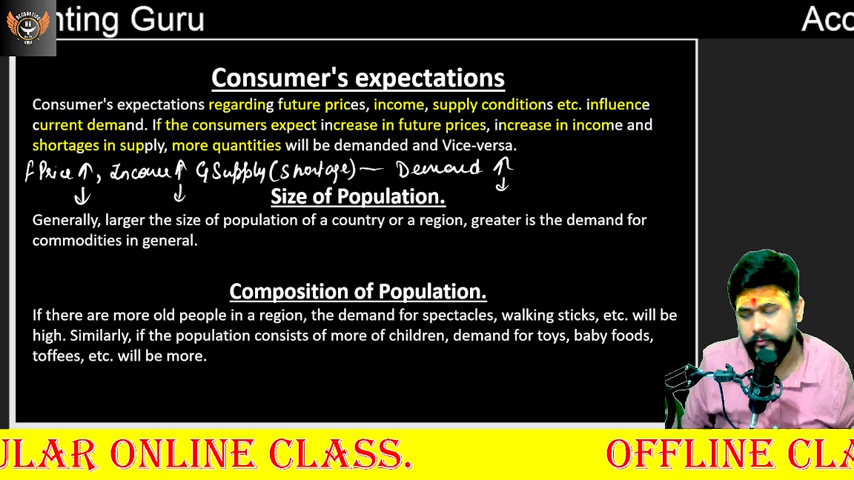 nting Guru
Acc
Consumer's expectations
Consumer's expectations regarding future prices, income, supply conditions etc. influence
current demand. If the consumers expect increase in future prices, increase in income and
shortages in supply, more quantities will be demanded and Vice-versa.
f Price ↑, Income ↑ G Supply (Shortage) — Demand ↑
↓ ↓ ↓
Size of Population.
Generally, larger the size of population of a country or a region, greater is the demand for
commodities in general.
Composition of Population.
If there are more old people in a region, the demand for spectacles, walking sticks, etc. will be
high. Similarly, if the population consists of more of children, demand for toys, baby foods,
toffees, etc. will be more.
ULAR ONLINE CLASS.
OFFLINE CLA